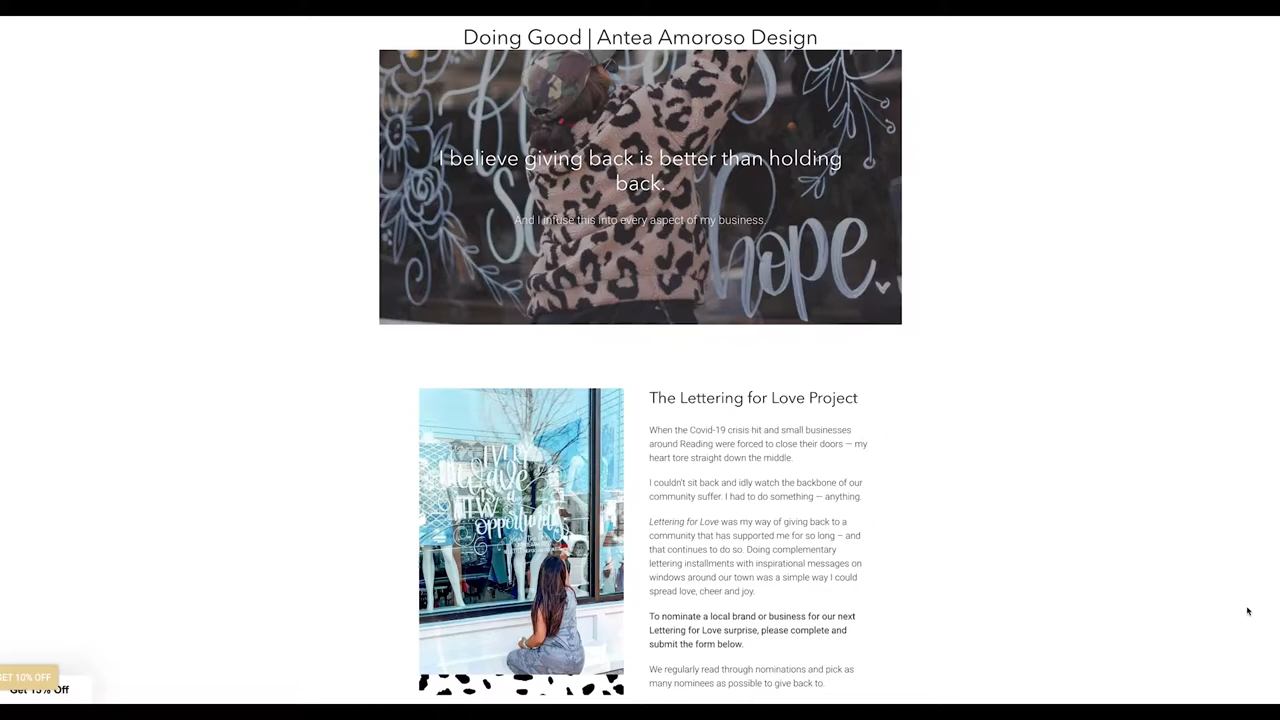 Doing Good | Antea Amoroso Design
I believe giving back is better than holding
back.
And I infuse this into every aspect of my business.
hope.
The Lettering for Love Project
When the Covid-19 crisis hit and small businesses
around Reading were forced to close their doors — my
heart tore straight down the middle.
I couldn't sit back and idly watch the backbone of our
community suffer. I had to do something — anything.
Lettering for Love was my way of giving back to a
community that has supported me for so long – and
that continues to do so. Doing complementary
lettering installments with inspirational messages on
windows around our town was a simple way I could
spread love, cheer and joy.
To nominate a local brand or business for our next
Lettering for Love surprise, please complete and
submit the form below.
We regularly read through nominations and pick as
many nominees as possible to give back to.
is a
opportunity
GET 10% OFF
Get 15% Off